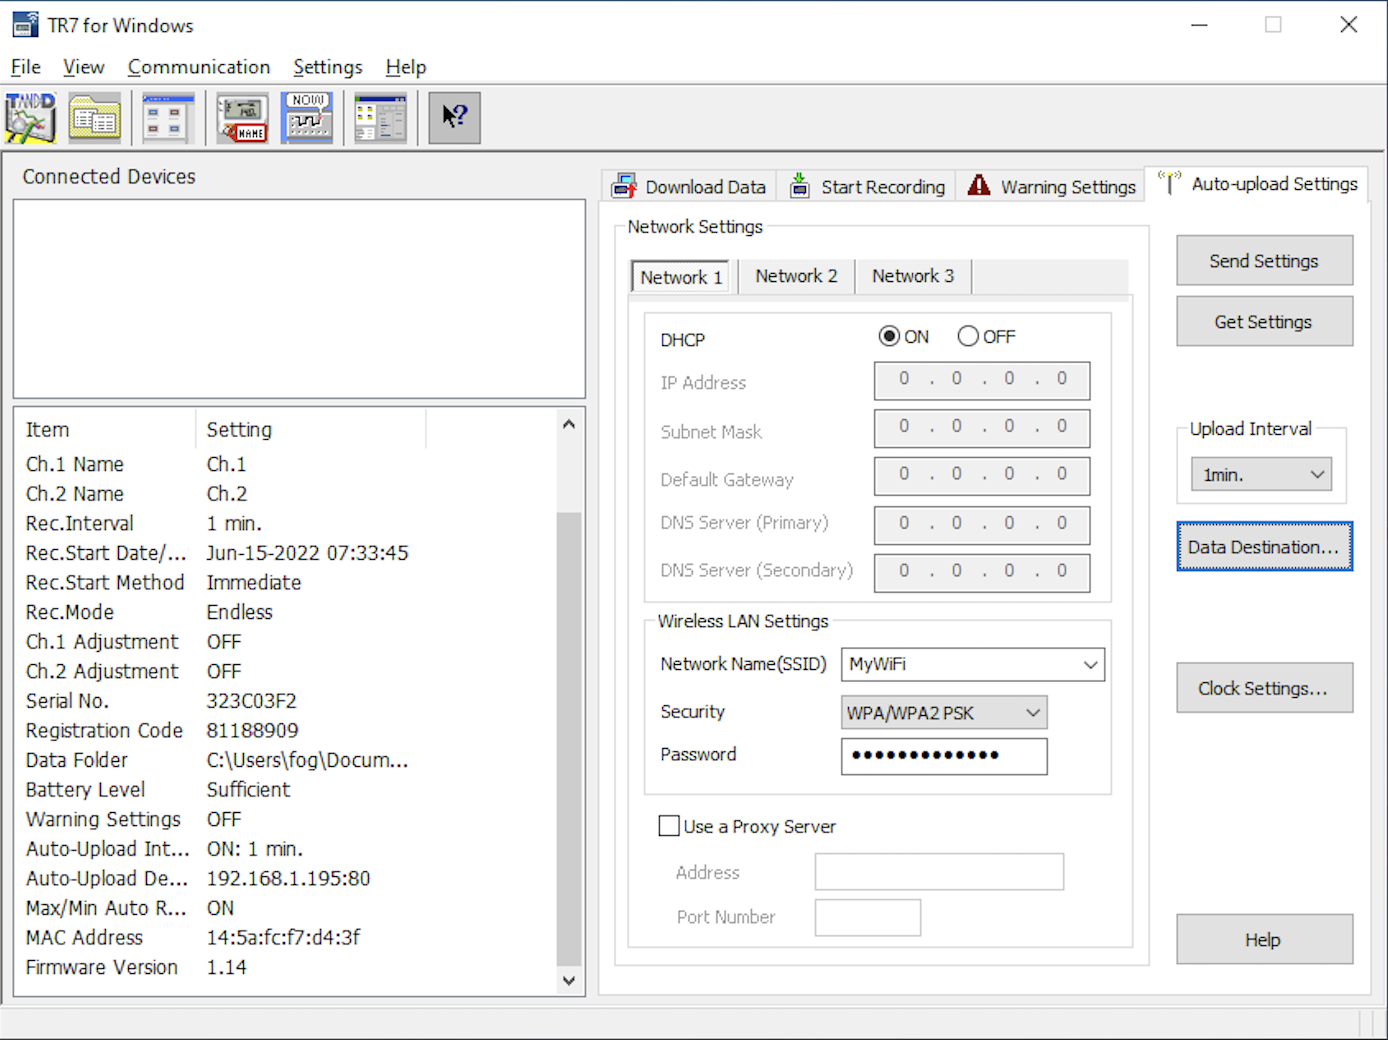 TR7 for Windows
File View Communication Settings Help
TANDD
NAME
NOW
?
Connected Devices
Download Data Start Recording Warning Settings Auto-upload Settings
Network Settings
Network 1 Network 2 Network 3
DHCP ON OFF
IP Address 0 . 0 . 0 . 0
Subnet Mask 0 . 0 . 0 . 0
Default Gateway 0 . 0 . 0 . 0
DNS Server (Primary) 0 . 0 . 0 . 0
DNS Server (Secondary) 0 . 0 . 0 . 0
Wireless LAN Settings
Network Name(SSID) MyWiFi
Security WPA/WPA2 PSK
Password •••••••••••••
Use a Proxy Server
Address
Port Number
Send Settings
Get Settings
Upload Interval
1min.
Data Destination...
Clock Settings...
Help
Item Setting
Ch.1 Name Ch.1
Ch.2 Name Ch.2
Rec.Interval 1 min.
Rec.Start Date/... Jun-15-2022 07:33:45
Rec.Start Method Immediate
Rec.Mode Endless
Ch.1 Adjustment OFF
Ch.2 Adjustment OFF
Serial No. 323C03F2
Registration Code 81188909
Data Folder C:\Users\fog\Docum...
Battery Level Sufficient
Warning Settings OFF
Auto-Upload Int... ON: 1 min.
Auto-Upload De... 192.168.1.195:80
Max/Min Auto R... ON
MAC Address 14:5a:fc:f7:d4:3f
Firmware Version 1.14